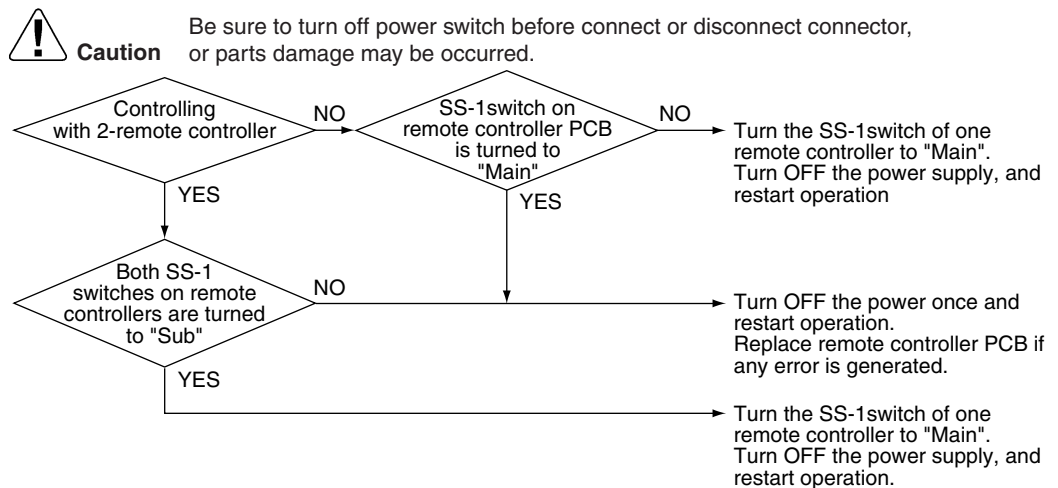 Be sure to turn off power switch before connect or disconnect connector,
Caution or parts damage may be occurred.
Controlling
with 2-remote controller
NO
SS-1switch on
remote controller PCB
is turned to
"Main"
NO
Turn the SS-1switch of one
remote controller to "Main".
Turn OFF the power supply, and
restart operation
YES
YES
Both SS-1
switches on remote
controllers are turned
to "Sub"
NO
Turn OFF the power once and
restart operation.
Replace remote controller PCB if
any error is generated.
YES
Turn the SS-1switch of one
remote controller to "Main".
Turn OFF the power supply, and
restart operation.